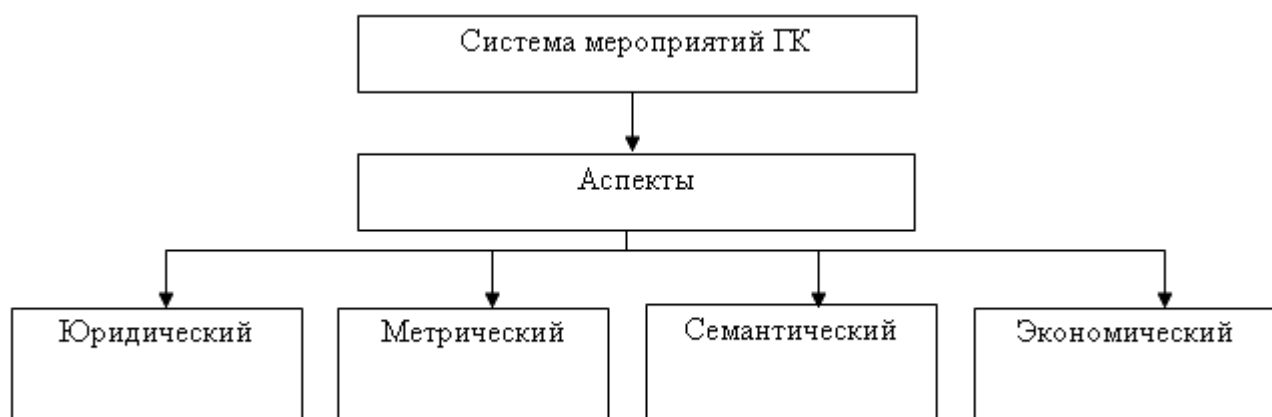 Система мероприятий ГК
Аспекты
Юридический
Метрический
Семантический
Экономический